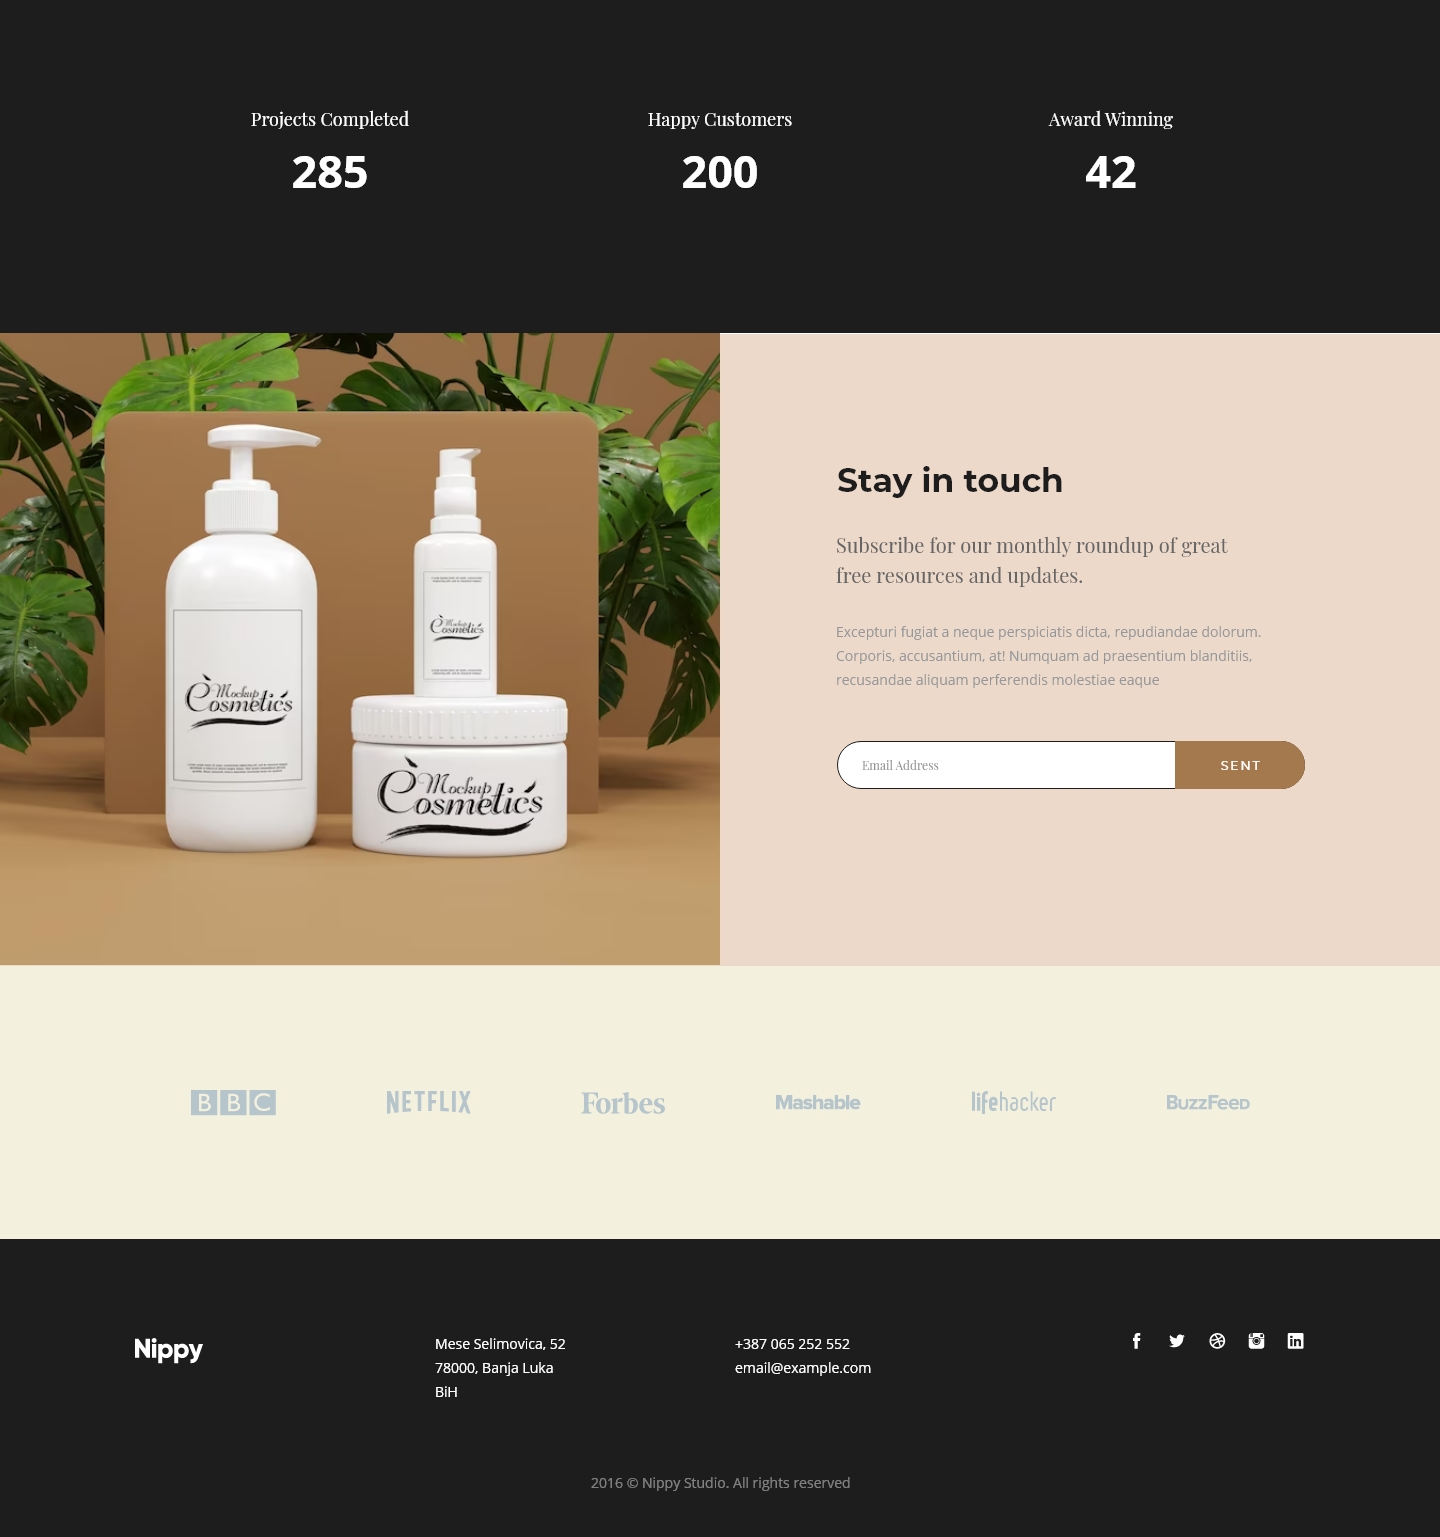 Projects Completed
285
Happy Customers
200
Award Winning
42
Mockup
Cosmetics
Mockup
Cosmetics
Mockup
Cosmetics
Stay in touch
Subscribe for our monthly roundup of great
free resources and updates.
Excepturi fugiat a neque perspiciatis dicta, repudiandae dolorum.
Corporis, accusantium, at! Numquam ad praesentium blanditiis,
recusandae aliquam perferendis molestiae eaque
Email Address
SENT
BBC
NETFLIX
Forbes
Mashable
lifehacker
BuzzFeeD
Nippy
Mese Selimovica, 52
78000, Banja Luka
BiH
+387 065 252 552
email@example.com
2016 © Nippy Studio. All rights reserved